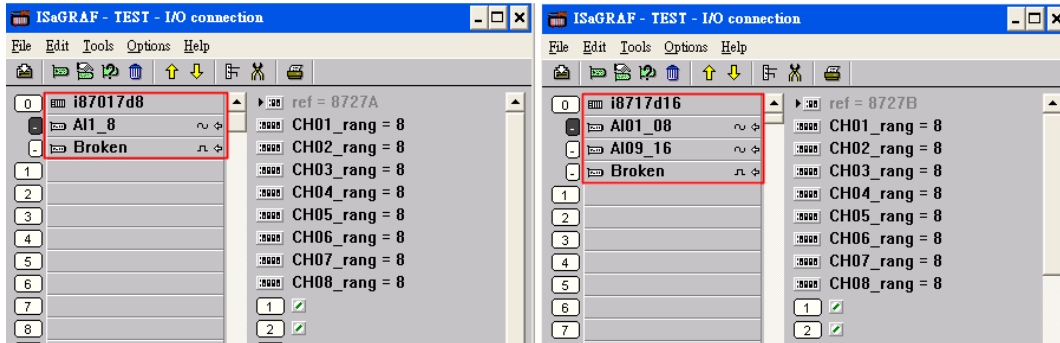 ISaGRAF - TEST - I/O connection
File Edit Tools Options Help
0 i87017d8
AI1_8
Broken
1
2
3
4
5
6
7
8
ref = 8727A
CH01_rang = 8
CH02_rang = 8
CH03_rang = 8
CH04_rang = 8
CH05_rang = 8
CH06_rang = 8
CH07_rang = 8
CH08_rang = 8
1
2
ISaGRAF - TEST - I/O connection
File Edit Tools Options Help
0 i8717d16
AI01_08
AI09_16
Broken
1
2
3
4
5
6
7
ref = 8727B
CH01_rang = 8
CH02_rang = 8
CH03_rang = 8
CH04_rang = 8
CH05_rang = 8
CH06_rang = 8
CH07_rang = 8
CH08_rang = 8
1
2